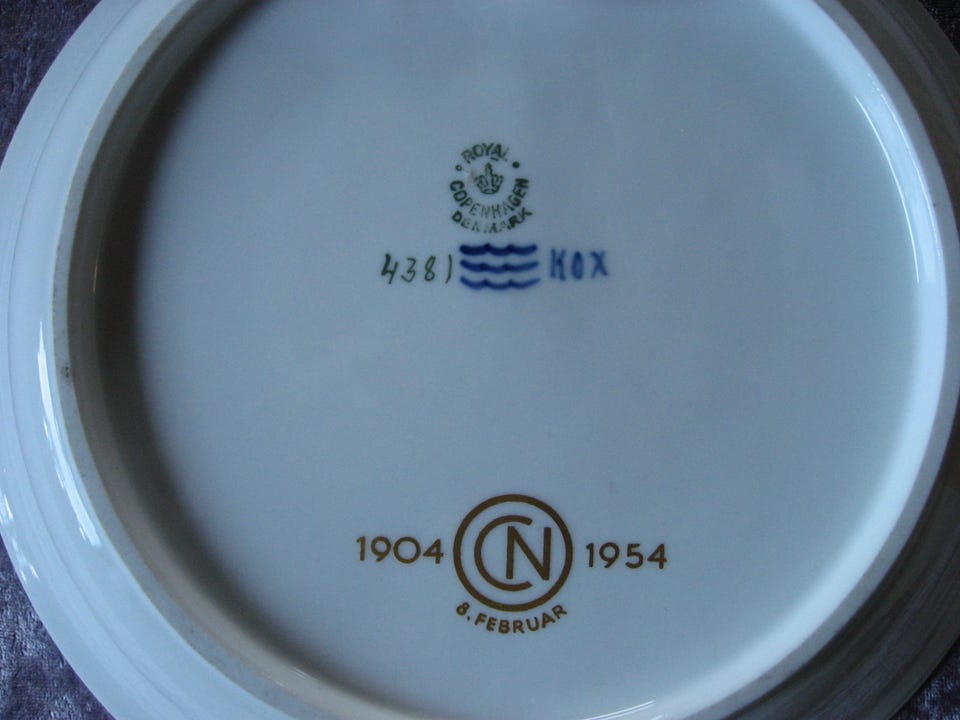 ROYAL
COPENHAGEN
DENMARK
4381 KOX
1904 CN 1954
8. FEBRUAR